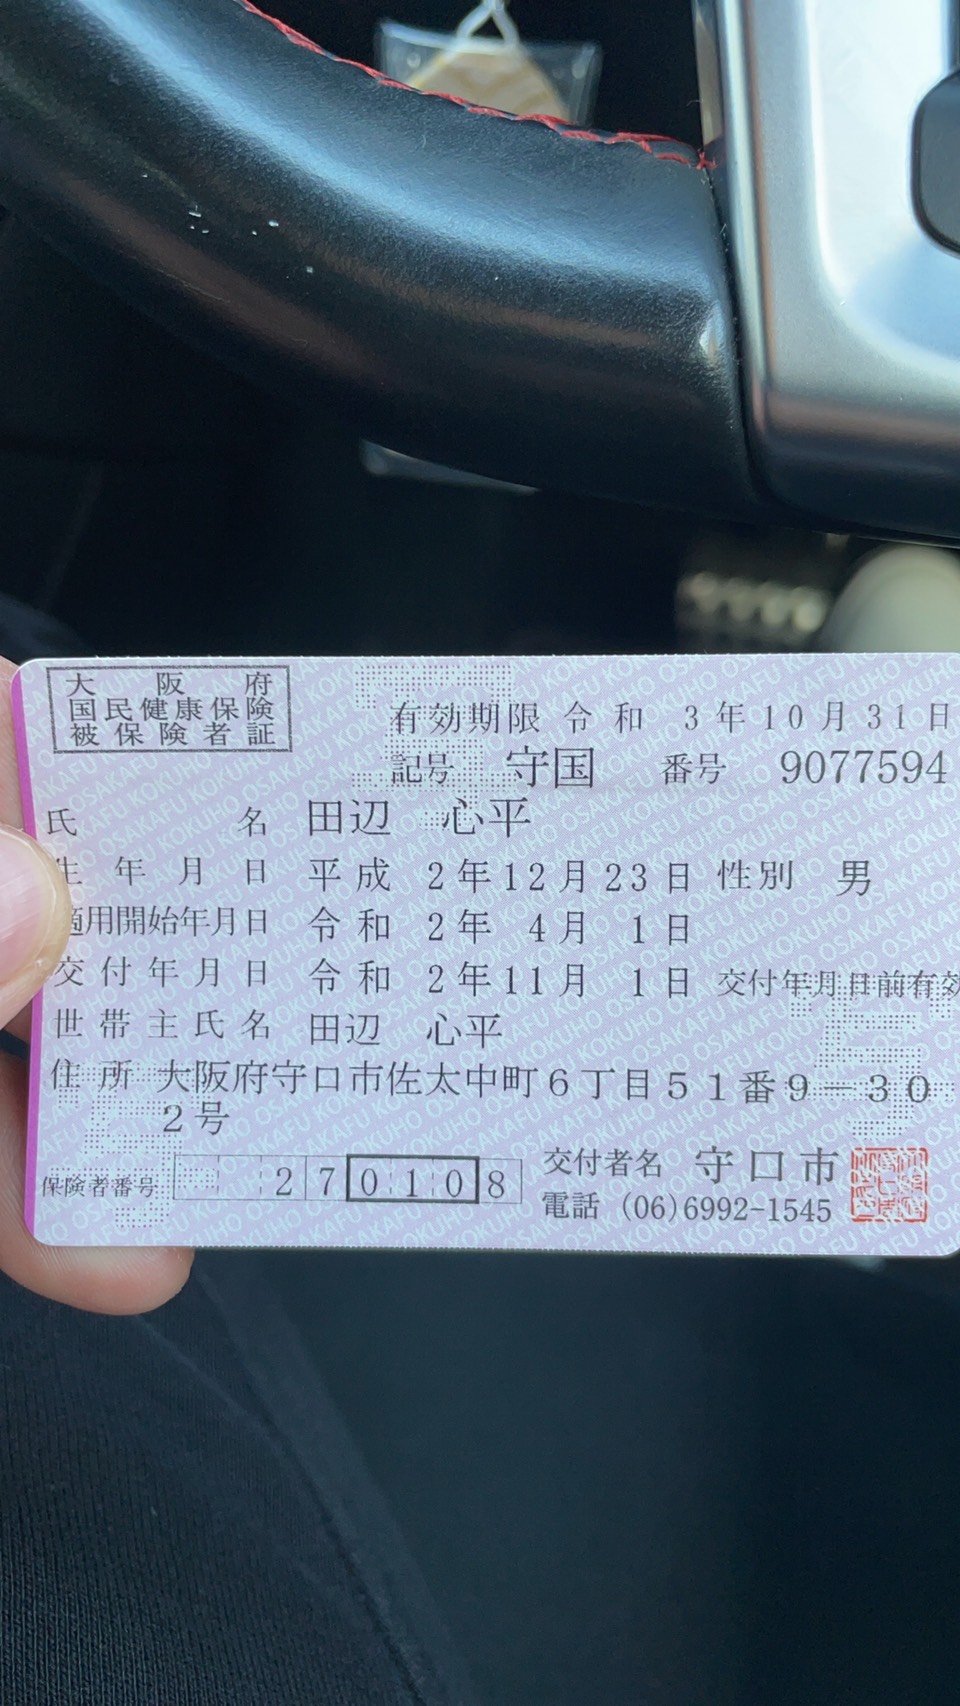 大阪府
国民健康保険
被保険者証
有効期限 令和 3年10月31日
記号 守国 番号 9077594
氏名 田辺 心平
生年月日 平成 2年12月23日 性別 男
適用開始年月日 令和 2年 4月 1日
交付年月日 令和 2年11月 1日 交付年月日前有効
世帯主氏名 田辺 心平
住所 大阪府守口市佐太中町6丁目51番9-30
2号
保険者番号 270108
交付者名 守口市
電話 (06)6992-1545